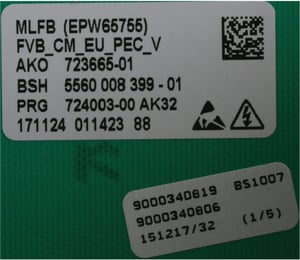 MLFB (EPW65755)
FVB_CM_EU_PEC_V
AKO 723665-01
BSH 5560 008 399 - 01
PRG 724003-00 AK32
171124 011423 88
9000340819 BS1007
9000340806
151217/32 (1/5)